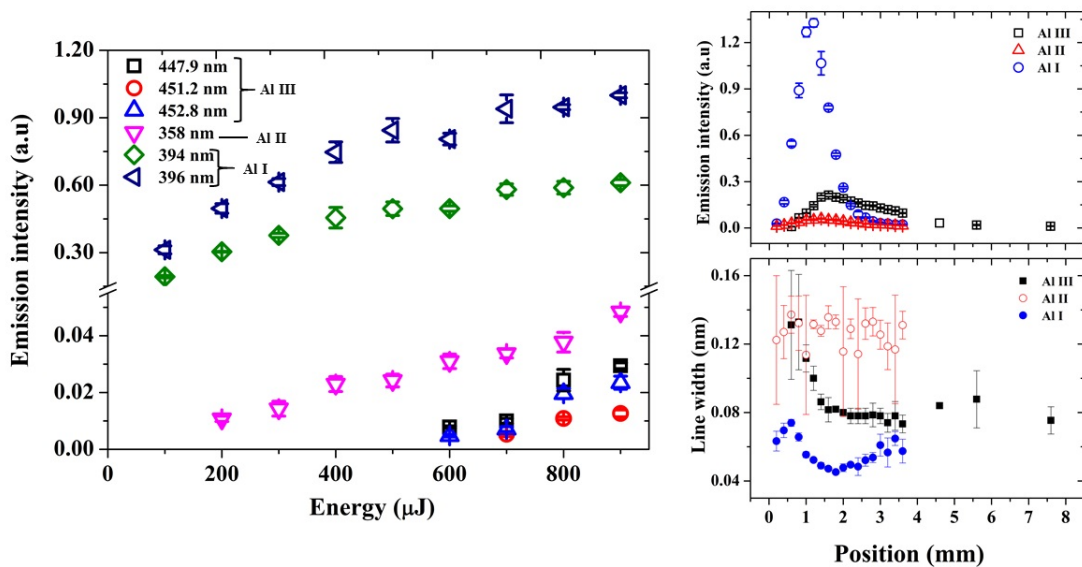 1.20
0.90
0.60
0.30
0.04
0.02
0.00
Emission intensity (a.u)
447.9 nm
451.2 nm
452.8 nm
Al III
358 nm
Al II
394 nm
396 nm
Al I
0 200 400 600 800
Energy (μJ)
1.2
0.9
0.6
0.3
0.0
Emission intensity (a.u)
Al III
Al II
Al I
0.16
0.12
0.08
0.04
Line width (nm)
Al III
Al II
Al I
0 1 2 3 4 5 6 7 8
Position (mm)